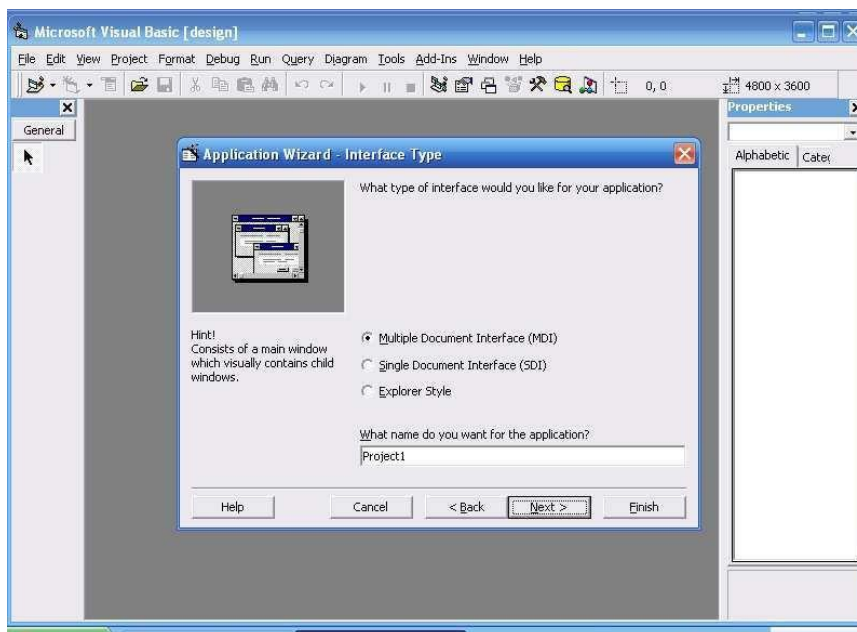 Microsoft Visual Basic [design]
File Edit View Project Format Debug Run Query Diagram Tools Add-Ins Window Help
0, 0 4800 x 3600
General
Properties
Alphabetic
Application Wizard - Interface Type
What type of interface would you like for your application?
Hint!
Consists of a main window
which visually contains child
windows.
Multiple Document Interface (MDI)
Single Document Interface (SDI)
Explorer Style
What name do you want for the application?
Project1
Help Cancel < Back Next > Finish